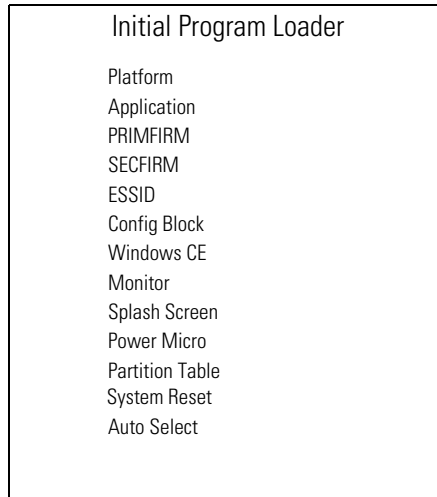 Initial Program Loader
Platform
Application
PRIMFIRM
SECFIRM
ESSID
Config Block
Windows CE
Monitor
Splash Screen
Power Micro
Partition Table
System Reset
Auto Select